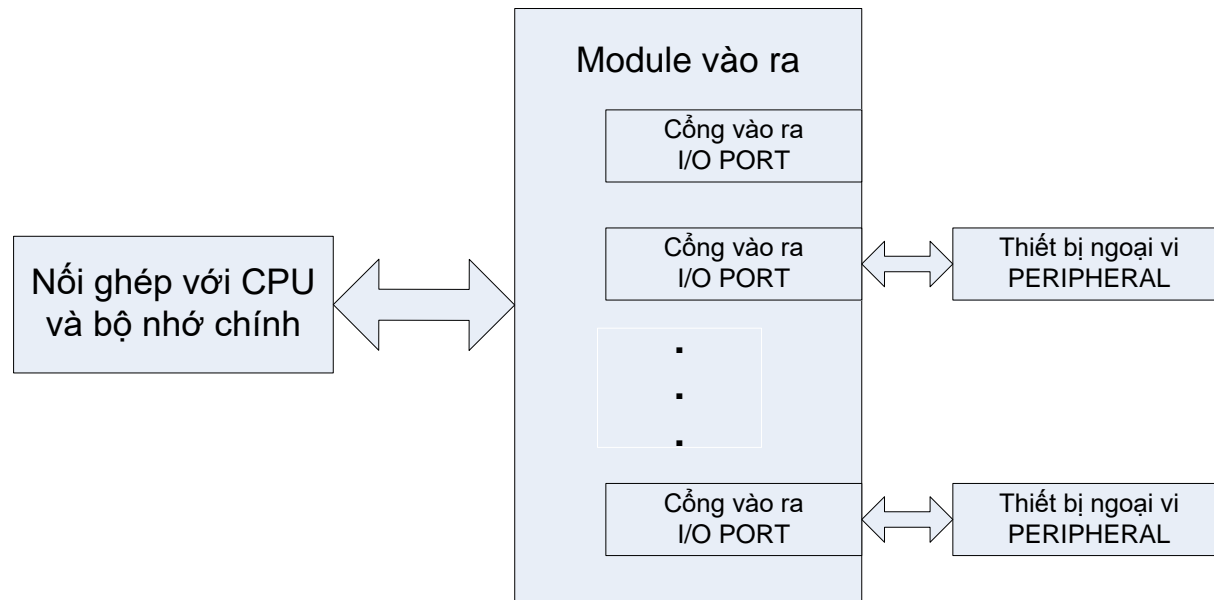 Module vào ra
Cổng vào ra
I/O PORT
Cổng vào ra
I/O PORT
Thiết bị ngoại vi
PERIPHERAL
Nối ghép với CPU
và bộ nhớ chính
.
.
.
Cổng vào ra
I/O PORT
Thiết bị ngoại vi
PERIPHERAL